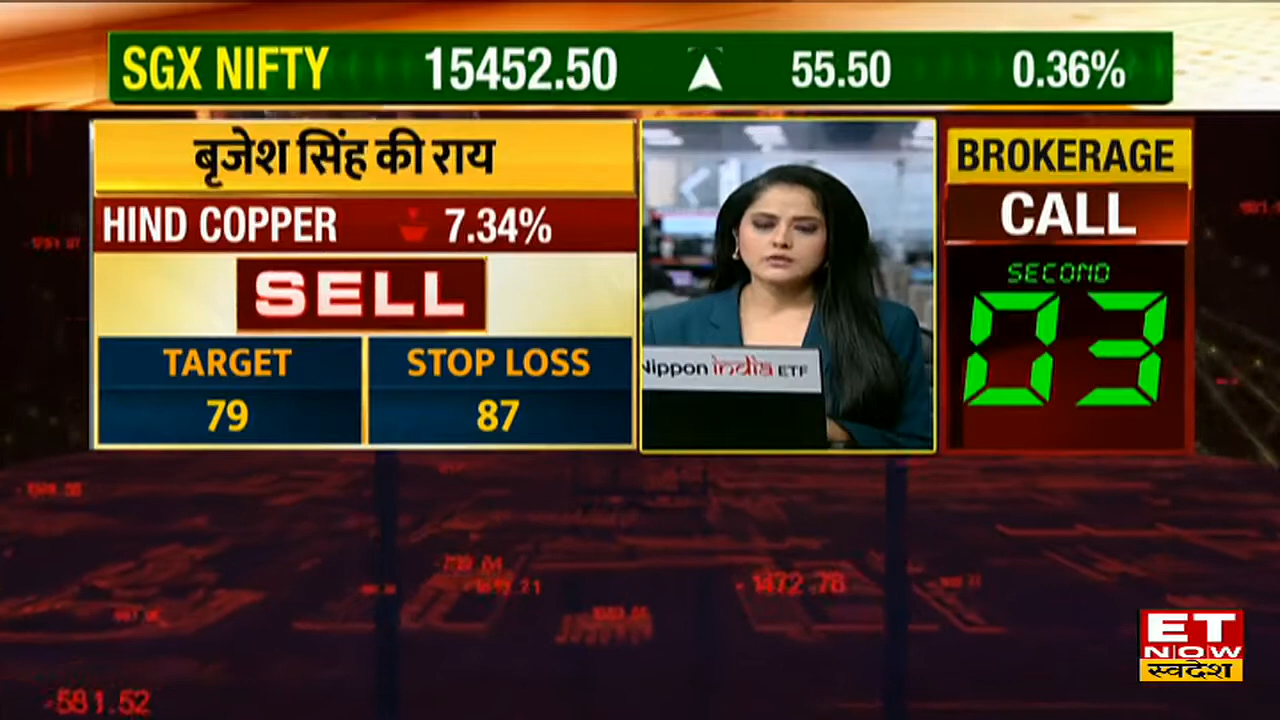 SGX NIFTY 15452.50 55.50 0.36%
बृजेश सिंह की राय
HIND COPPER 7.34%
SELL
TARGET STOP LOSS
79 87
Nippon india ETF
BROKERAGE
CALL
SECOND
03
-1472.78
-581.52
ET
NOW
स्वदेश